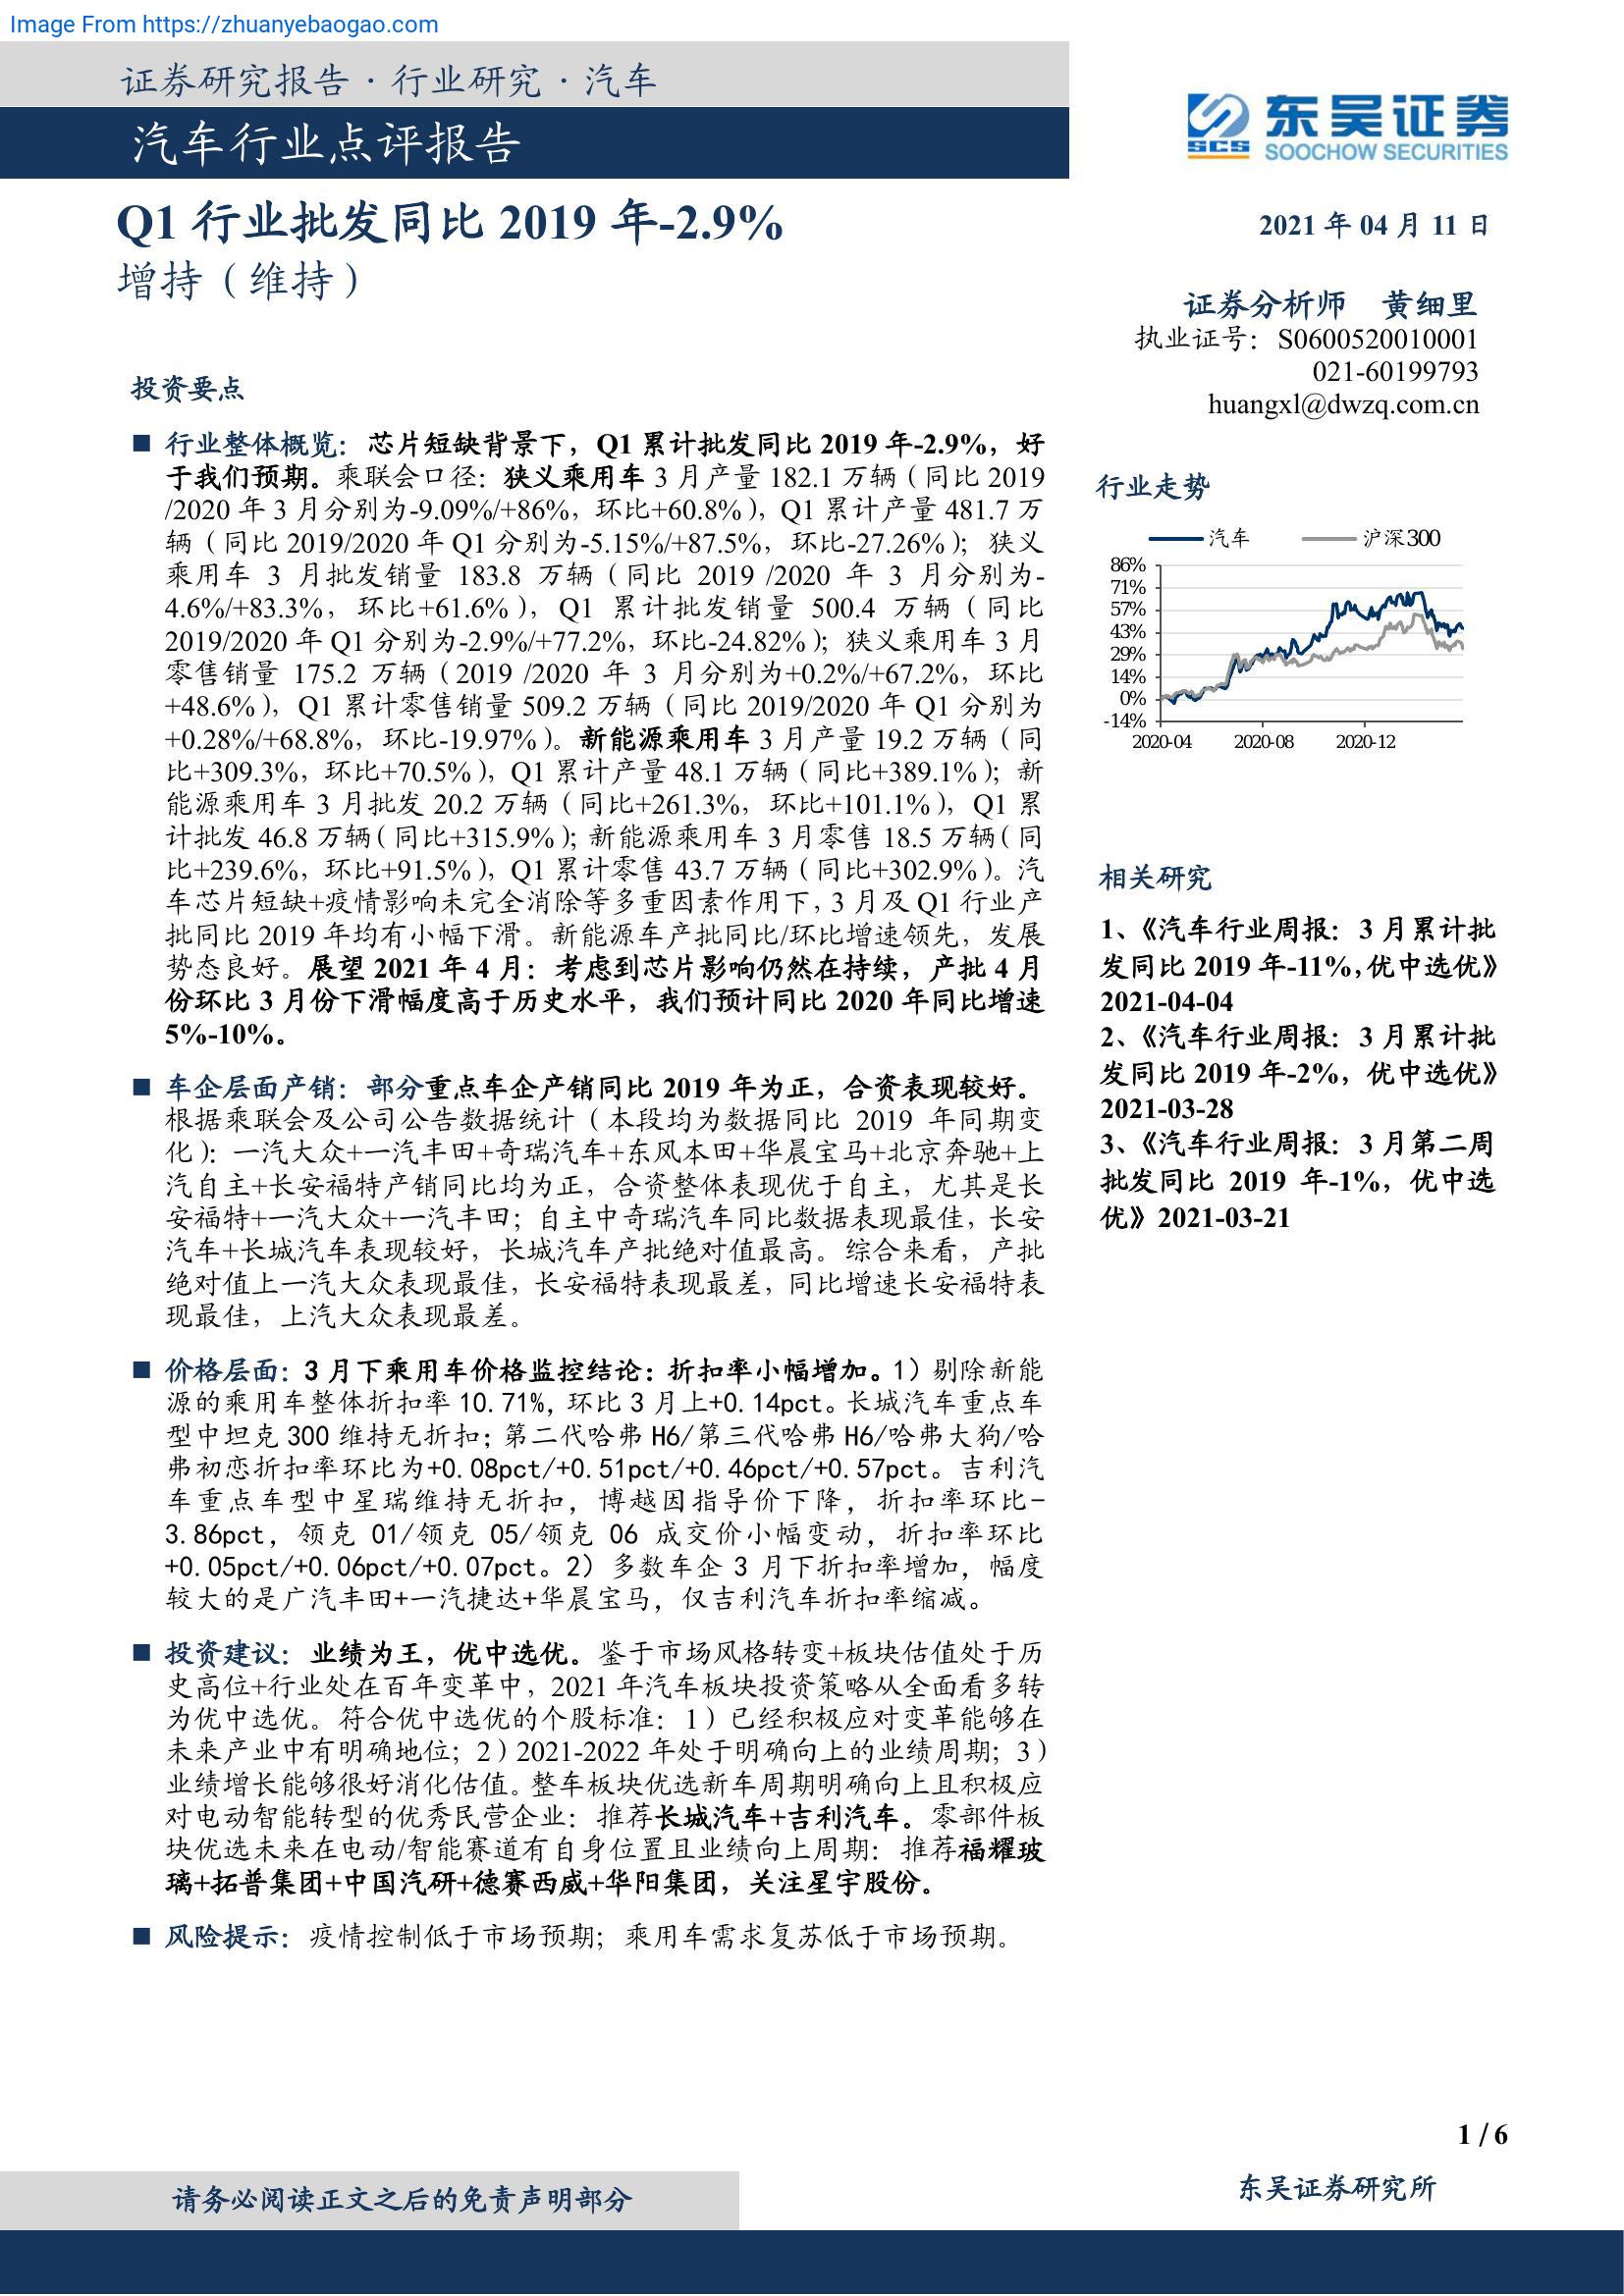 Image From https://zhuanyebaogao.com
证券研究报告·行业研究·汽车
汽车行业点评报告
东吴证券
SCS
SOOCHOW SECURITIES
Q1 行业批发同比 2019 年-2.9%
增持（维持）
2021 年 04 月 11 日
证券分析师 黄细里
执业证号：S0600520010001
021-60199793
huangxl@dwzq.com.cn
投资要点
■ 行业整体概览：芯片短缺背景下，Q1 累计批发同比 2019 年-2.9%，好
于我们预期。乘联会口径：狭义乘用车 3 月产量 182.1 万辆（同比 2019
/2020 年 3 月分别为-9.09%/+86%，环比+60.8%），Q1 累计产量 481.7 万
辆（同比 2019/2020 年 Q1 分别为-5.15%/+87.5%，环比-27.26%）；狭义
乘用车 3 月批发销量 183.8 万辆（同比 2019 /2020 年 3 月分别为-
4.6%/+83.3%，环比+61.6%），Q1 累计批发销量 500.4 万辆（同比
2019/2020 年 Q1 分别为-2.9%/+77.2%，环比-24.82%）；狭义乘用车 3 月
零售销量 175.2 万辆（2019 /2020 年 3 月分别为+0.2%/+67.2%，环比
+48.6%），Q1 累计零售销量 509.2 万辆（同比 2019/2020 年 Q1 分别为
+0.28%/+68.8%，环比-19.97%）。新能源乘用车 3 月产量 19.2 万辆（同
比+309.3%，环比+70.5%），Q1 累计产量 48.1 万辆（同比+389.1%）；新
能源乘用车 3 月批发 20.2 万辆（同比+261.3%，环比+101.1%），Q1 累
计批发 46.8 万辆（同比+315.9%）；新能源乘用车 3 月零售 18.5 万辆（同
比+239.6%，环比+91.5%），Q1 累计零售 43.7 万辆（同比+302.9%）。汽
车芯片短缺+疫情影响未完全消除等多重因素作用下，3 月及 Q1 行业产
批同比 2019 年均有小幅下滑。新能源车产批同比/环比增速领先，发展
势态良好。展望 2021 年 4 月：考虑到芯片影响仍然在持续，产批 4 月
份环比 3 月份下滑幅度高于历史水平，我们预计同比 2020 年同比增速
5%-10%。
■ 车企层面产销：部分重点车企产销同比 2019 年为正，合资表现较好。
根据乘联会及公司公告数据统计（本段均为数据同比 2019 年同期变
化）：一汽大众+一汽丰田+奇瑞汽车+东风本田+华晨宝马+北京奔驰+上
汽自主+长安福特产销同比均为正，合资整体表现优于自主，尤其是长
安福特+一汽大众+一汽丰田；自主中奇瑞汽车同比数据表现最佳，长安
汽车+长城汽车表现较好，长城汽车产批绝对值最高。综合来看，产批
绝对值上一汽大众表现最佳，长安福特表现最差，同比增速长安福特表
现最佳，上汽大众表现最差。
■ 价格层面：3 月下乘用车价格监控结论：折扣率小幅增加。1）剔除新能
源的乘用车整体折扣率 10.71%，环比 3 月上+0.14pct。长城汽车重点车
型中坦克 300 维持无折扣；第二代哈弗 H6/第三代哈弗 H6/哈弗大狗/哈
弗初恋折扣率环比为+0.08pct/+0.51pct/+0.46pct/+0.57pct。吉利汽
车重点车型中星瑞维持无折扣，博越因指导价下降，折扣率环比-
3.86pct，领克 01/领克 05/领克 06 成交价小幅变动，折扣率环比
+0.05pct/+0.06pct/+0.07pct。2）多数车企 3 月下折扣率增加，幅度
较大的是广汽丰田+一汽捷达+华晨宝马，仅吉利汽车折扣率缩减。
■ 投资建议：业绩为王，优中选优。鉴于市场风格转变+板块估值处于历
史高位+行业处在百年变革中，2021 年汽车板块投资策略从全面看多转
为优中选优。符合优中选优的个股标准：1）已经积极应对变革能够在
未来产业中有明确地位；2）2021-2022 年处于明确向上的业绩周期；3）
业绩增长能够很好消化估值。整车板块优选新车周期明确向上且积极应
对电动智能转型的优秀民营企业：推荐长城汽车+吉利汽车。零部件板
块优选未来在电动/智能赛道有自身位置且业绩向上周期：推荐福耀玻
璃+拓普集团+中国汽研+德赛西威+华阳集团，关注星宇股份。
■ 风险提示：疫情控制低于市场预期；乘用车需求复苏低于市场预期。
行业走势
汽车 沪深300
86%
71%
57%
43%
29%
14%
0%
-14%
2020-04 2020-08 2020-12
相关研究
1、《汽车行业周报：3 月累计批
发同比 2019 年-11%，优中选优》
2021-04-04
2、《汽车行业周报：3 月累计批
发同比 2019 年-2%，优中选优》
2021-03-28
3、《汽车行业周报：3 月第二周
批发同比 2019 年-1%，优中选
优》2021-03-21
1 / 6
东吴证券研究所
请务必阅读正文之后的免责声明部分